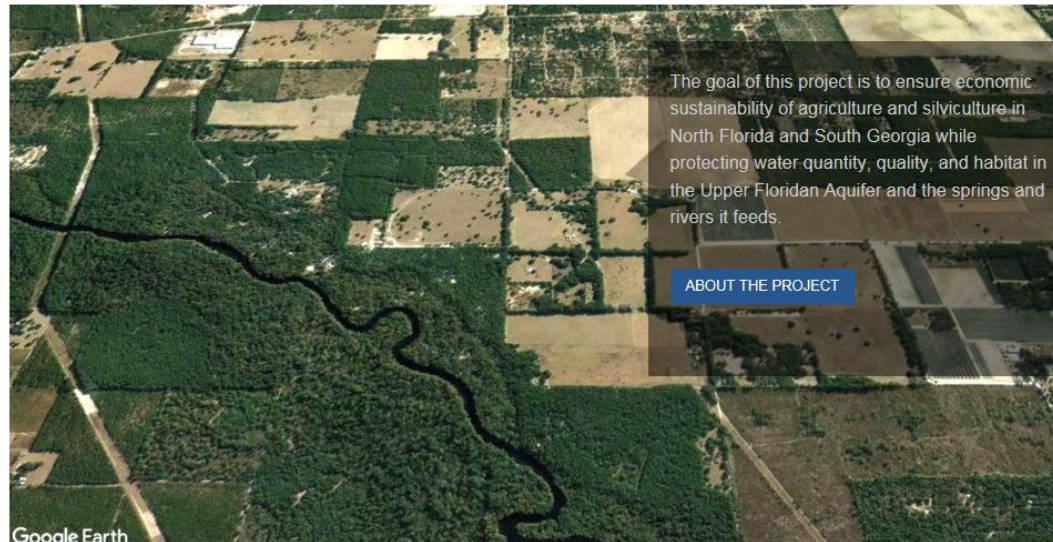 The goal of this project is to ensure economic
sustainability of agriculture and silviculture in
North Florida and South Georgia while
protecting water quantity, quality, and habitat in
the Upper Floridan Aquifer and the springs and
rivers it feeds.
ABOUT THE PROJECT
Google Earth